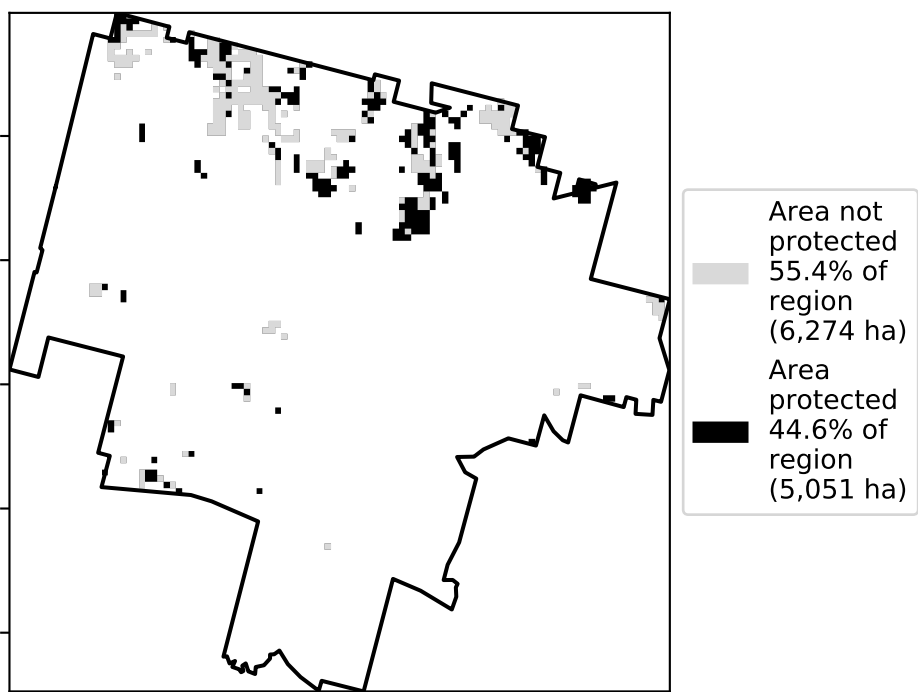 Area not
protected
55.4% of
region
(6,274 ha)
Area
protected
44.6% of
region
(5,051 ha)